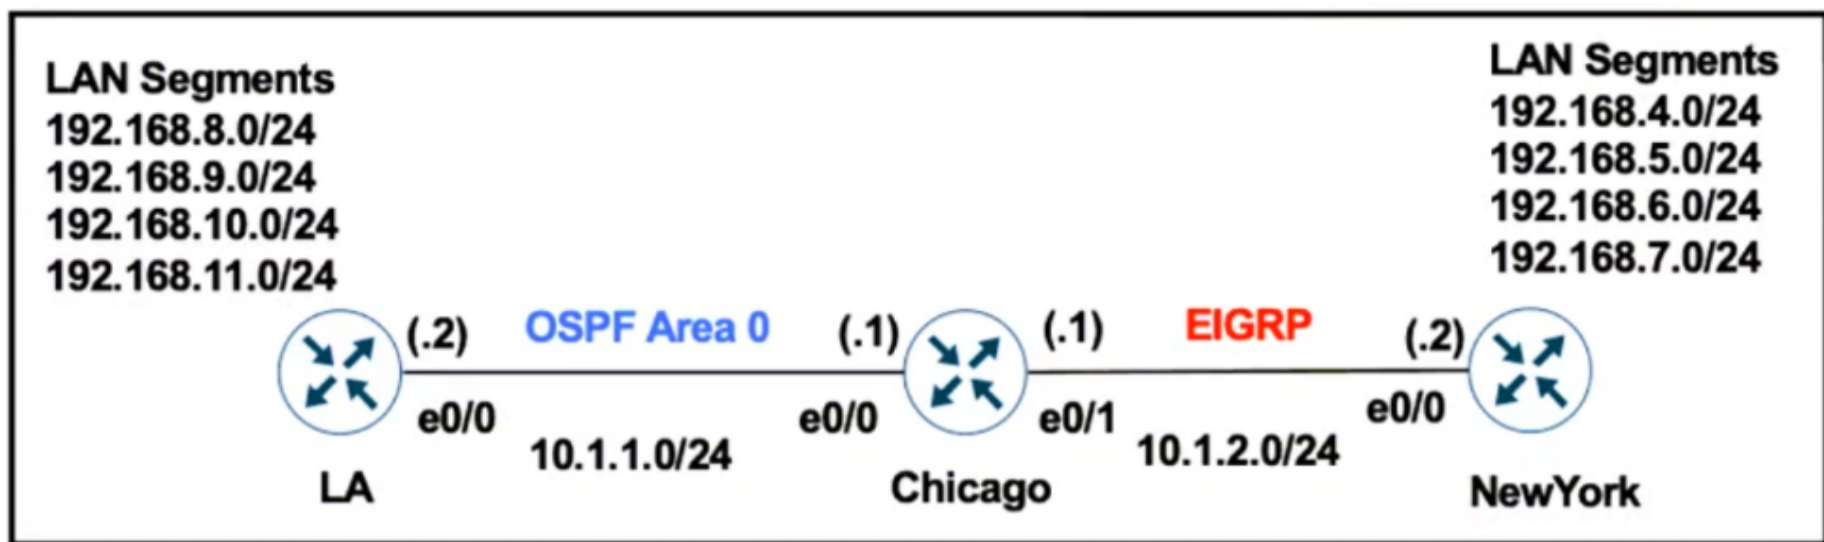 LAN Segments
192.168.8.0/24
192.168.9.0/24
192.168.10.0/24
192.168.11.0/24
LAN Segments
192.168.4.0/24
192.168.5.0/24
192.168.6.0/24
192.168.7.0/24
(.2) OSPF Area 0 (.1) (.1) EIGRP (.2)
e0/0 e0/0 e0/1 e0/0
10.1.1.0/24 10.1.2.0/24
LA Chicago NewYork